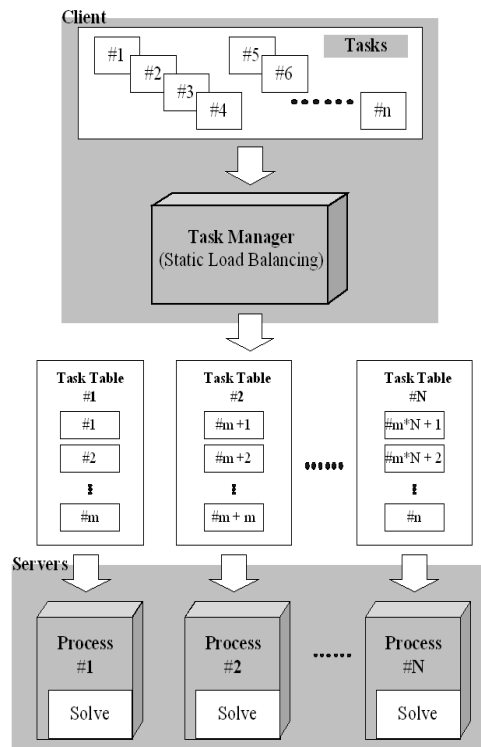 Client
Tasks
#1
#2
#3
#4
#5
#6
#n
Task Manager
(Static Load Balancing)
Task Table
#1
#1
#2
#m
Task Table
#2
#m +1
#m +2
#m + m
Task Table
#N
#m*N + 1
#m*N + 2
#n
Servers
Process
#1
Solve
Process
#2
Solve
Process
#N
Solve